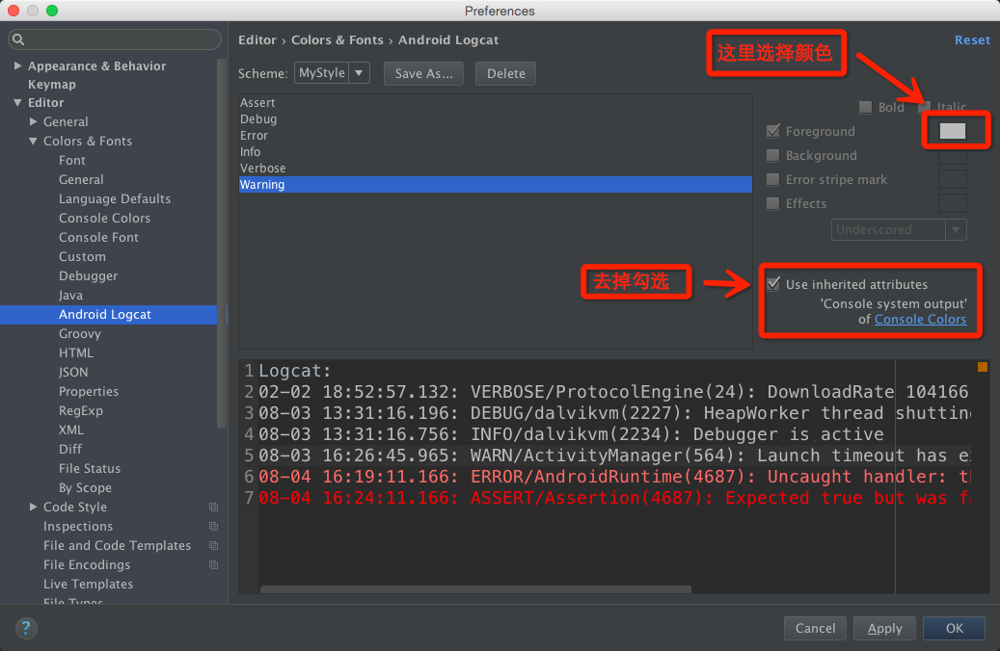 Preferences
Editor › Colors & Fonts › Android Logcat
Reset
这里选择颜色
Scheme:
MyStyle
Save As...
Delete
Appearance & Behavior
Keymap
Editor
General
Colors & Fonts
Font
General
Language Defaults
Console Colors
Console Font
Custom
Debugger
Java
Android Logcat
Groovy
HTML
JSON
Properties
RegExp
XML
Diff
File Status
By Scope
Code Style
Inspections
File and Code Templates
File Encodings
Live Templates
File Types
Assert
Debug
Error
Info
Verbose
Warning
Bold
Italic
Foreground
Background
Error stripe mark
Effects
Underscored
去掉勾选
Use inherited attributes
'Console system output'
of Console Colors
1 Logcat:
2 02-02 18:52:57.132: VERBOSE/ProtocolEngine(24): DownloadRate 104166
3 08-03 13:31:16.196: DEBUG/dalvikvm(2227): HeapWorker thread shutting
4 08-03 13:31:16.756: INFO/dalvikvm(2234): Debugger is active
5 08-03 16:26:45.965: WARN/ActivityManager(564): Launch timeout has e
6 08-04 16:19:11.166: ERROR/AndroidRuntime(4687): Uncaught handler: t
7 08-04 16:24:11.166: ASSERT/Assertion(4687): Expected true but was fa
?
Cancel
Apply
OK